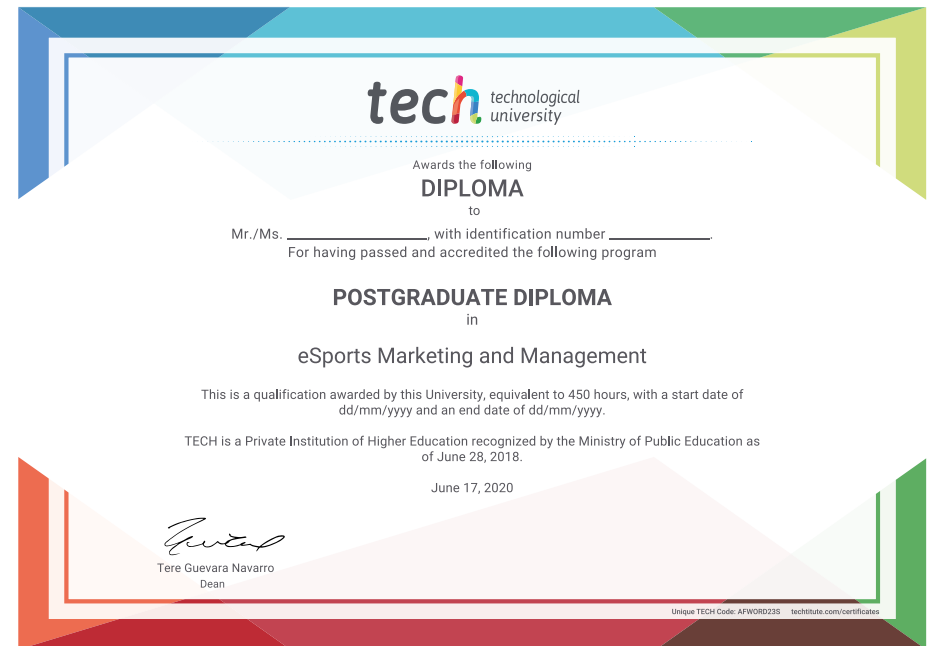 tech technological
university
Awards the following
DIPLOMA
to
Mr./Ms. ____________________, with identification number ______________.
For having passed and accredited the following program
POSTGRADUATE DIPLOMA
in
eSports Marketing and Management
This is a qualification awarded by this University, equivalent to 450 hours, with a start date of
dd/mm/yyyy and an end date of dd/mm/yyyy.
TECH is a Private Institution of Higher Education recognized by the Ministry of Public Education as
of June 28, 2018.
June 17, 2020
Tere Guevara Navarro
Dean
Unique TECH Code: AFWORD23S techtitute.com/certificates